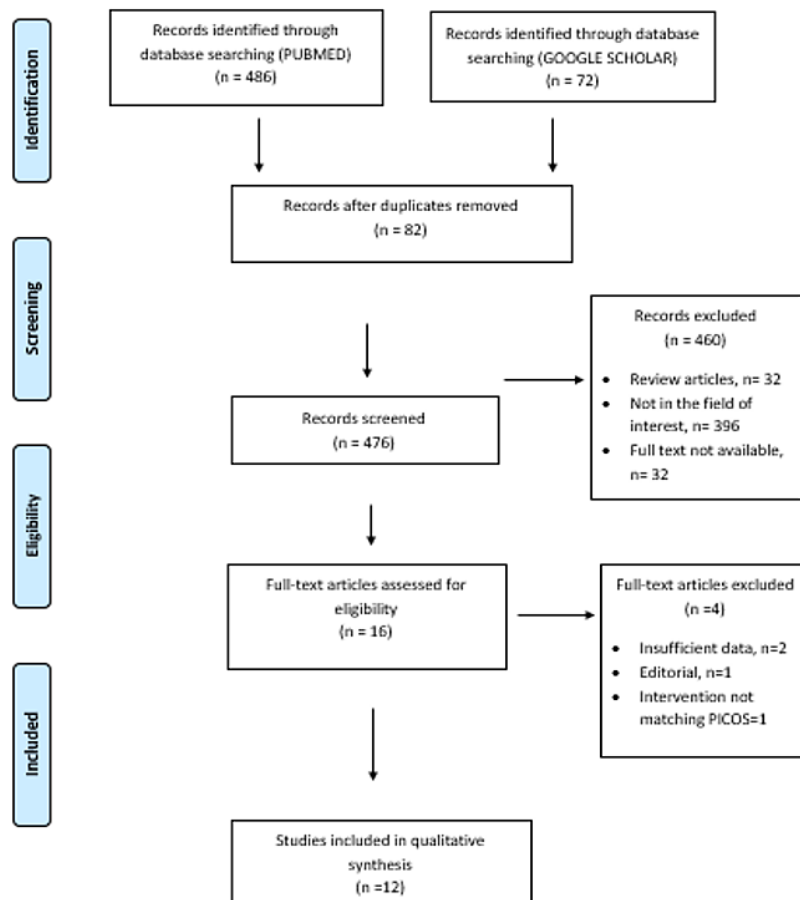 Identification
Records identified through
database searching (PUBMED)
(n = 486)
Records identified through database
searching (GOOGLE SCHOLAR)
(n = 72)
Records after duplicates removed
(n = 82)
Screening
Records excluded
(n = 460)
• Review articles, n= 32
• Not in the field of
interest, n= 396
• Full text not available,
n= 32
Records screened
(n = 476)
Eligibility
Full-text articles assessed for
eligibility
(n = 16)
Full-text articles excluded
(n =4)
• Insufficient data, n=2
• Editorial, n=1
• Intervention not
matching PICOS=1
Included
Studies included in qualitative
synthesis
(n =12)